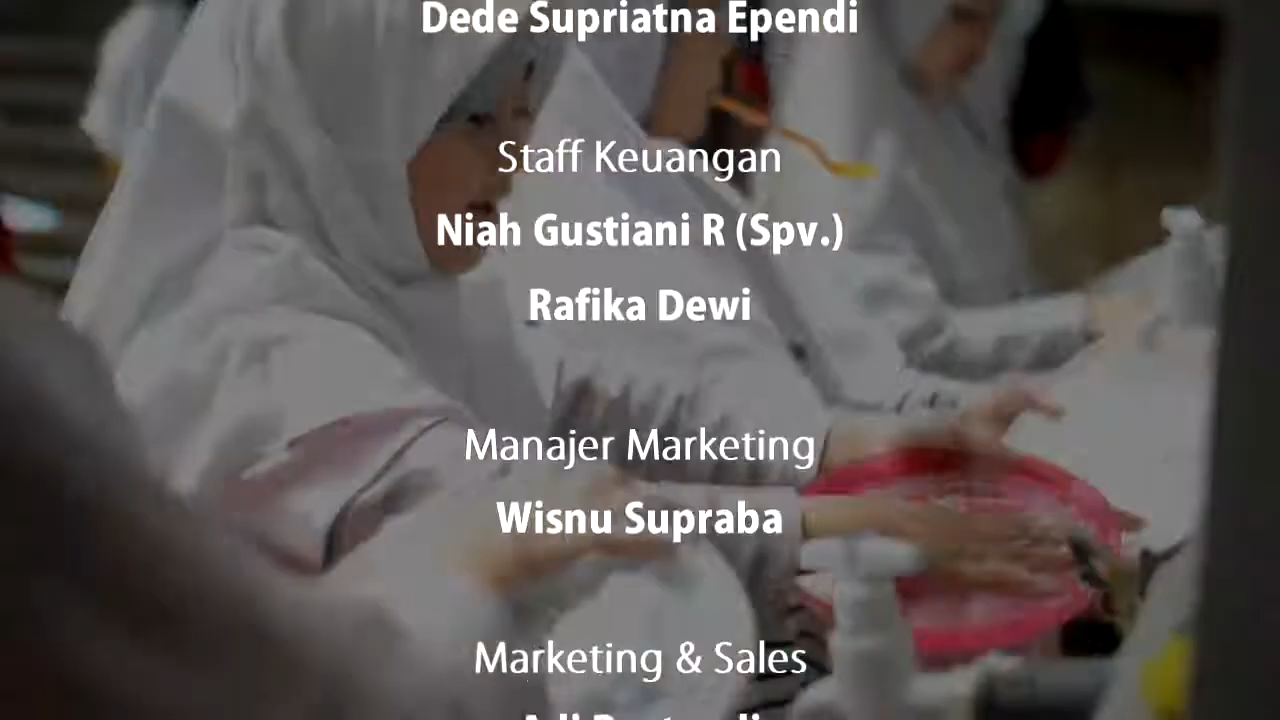 Dede Supriatna Ependi
Staff Keuangan
Niah Gustiani R (Spv.)
Rafika Dewi
Manajer Marketing
Wisnu Supraba
Marketing & Sales